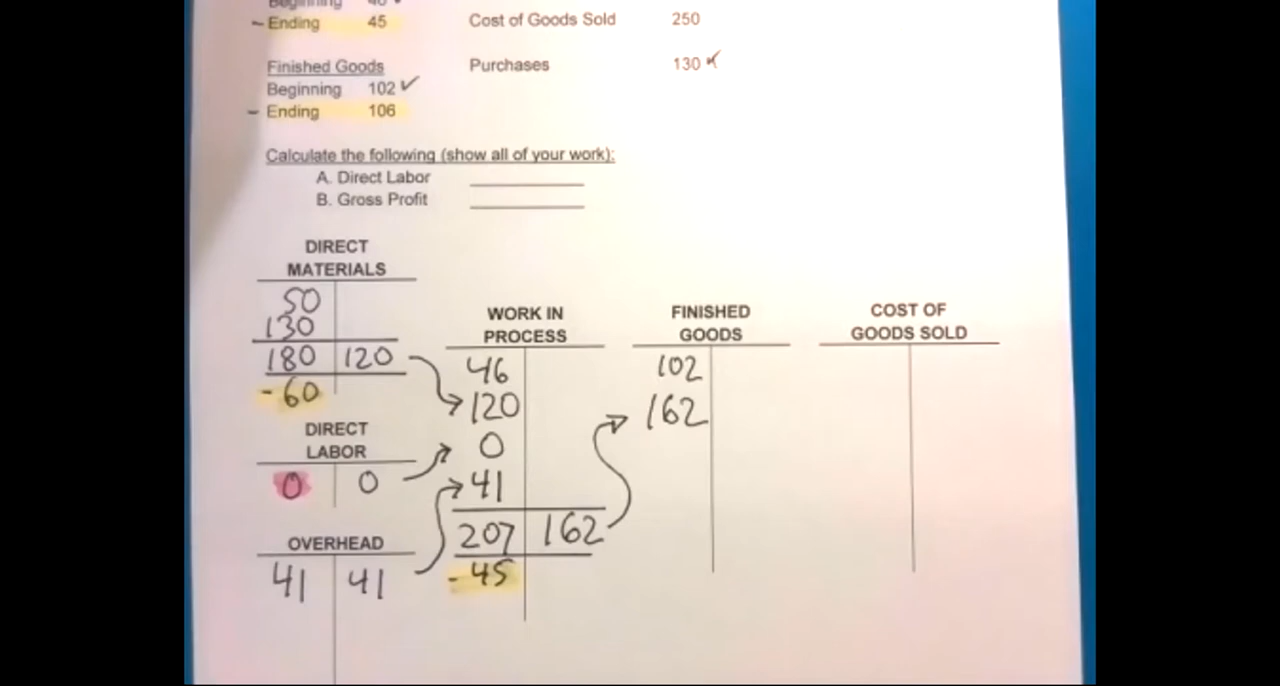 Beginning
- Ending 45 Cost of Goods Sold 250
Finished Goods Purchases 130
Beginning 102 ✓
- Ending 106
Calculate the following (show all of your work):
A. Direct Labor
B. Gross Profit
DIRECT
MATERIALS
50
130
180 120
- 60
DIRECT
LABOR
0 0
OVERHEAD
41 41
WORK IN
PROCESS
46
120
0
41
207 162
- 45
FINISHED
GOODS
102
162
COST OF
GOODS SOLD